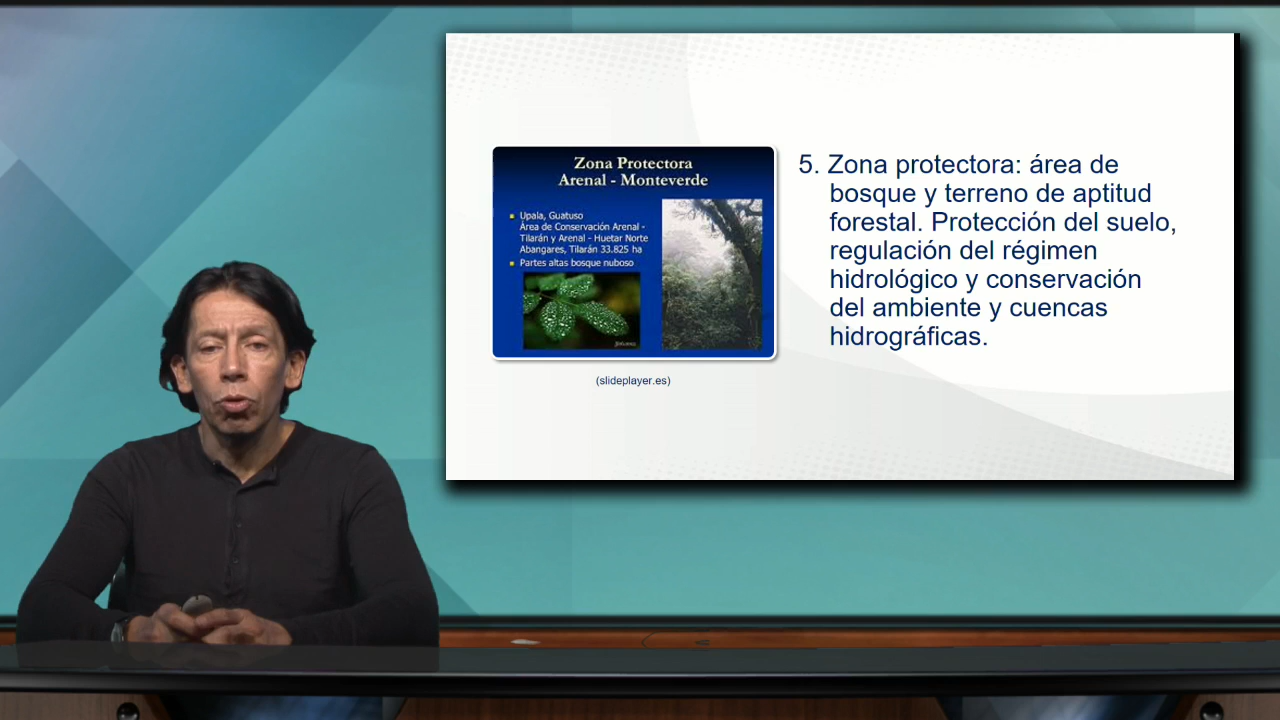 Zona Protectora
Arenal - Monteverde
Upala, Guatuso
Área de Conservación Arenal -
Tilarán y Arenal - Huetar Norte
Abangares, Tilarán 33.825 ha
Partes altas bosque nuboso
(slideplayer.es)
5. Zona protectora: área de
bosque y terreno de aptitud
forestal. Protección del suelo,
regulación del régimen
hidrológico y conservación
del ambiente y cuencas
hidrográficas.